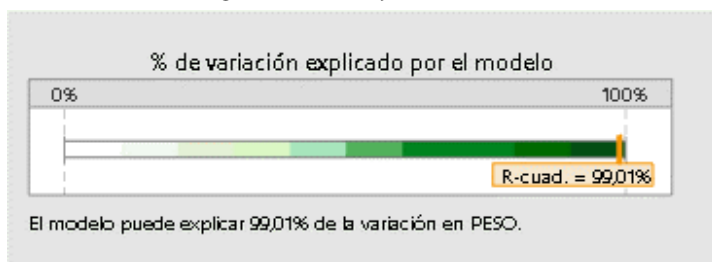 % de variación explicado por el modelo
0% 100%
R-cuad. = 99,01%
El modelo puede explicar 99,01% de la variación en PESO.